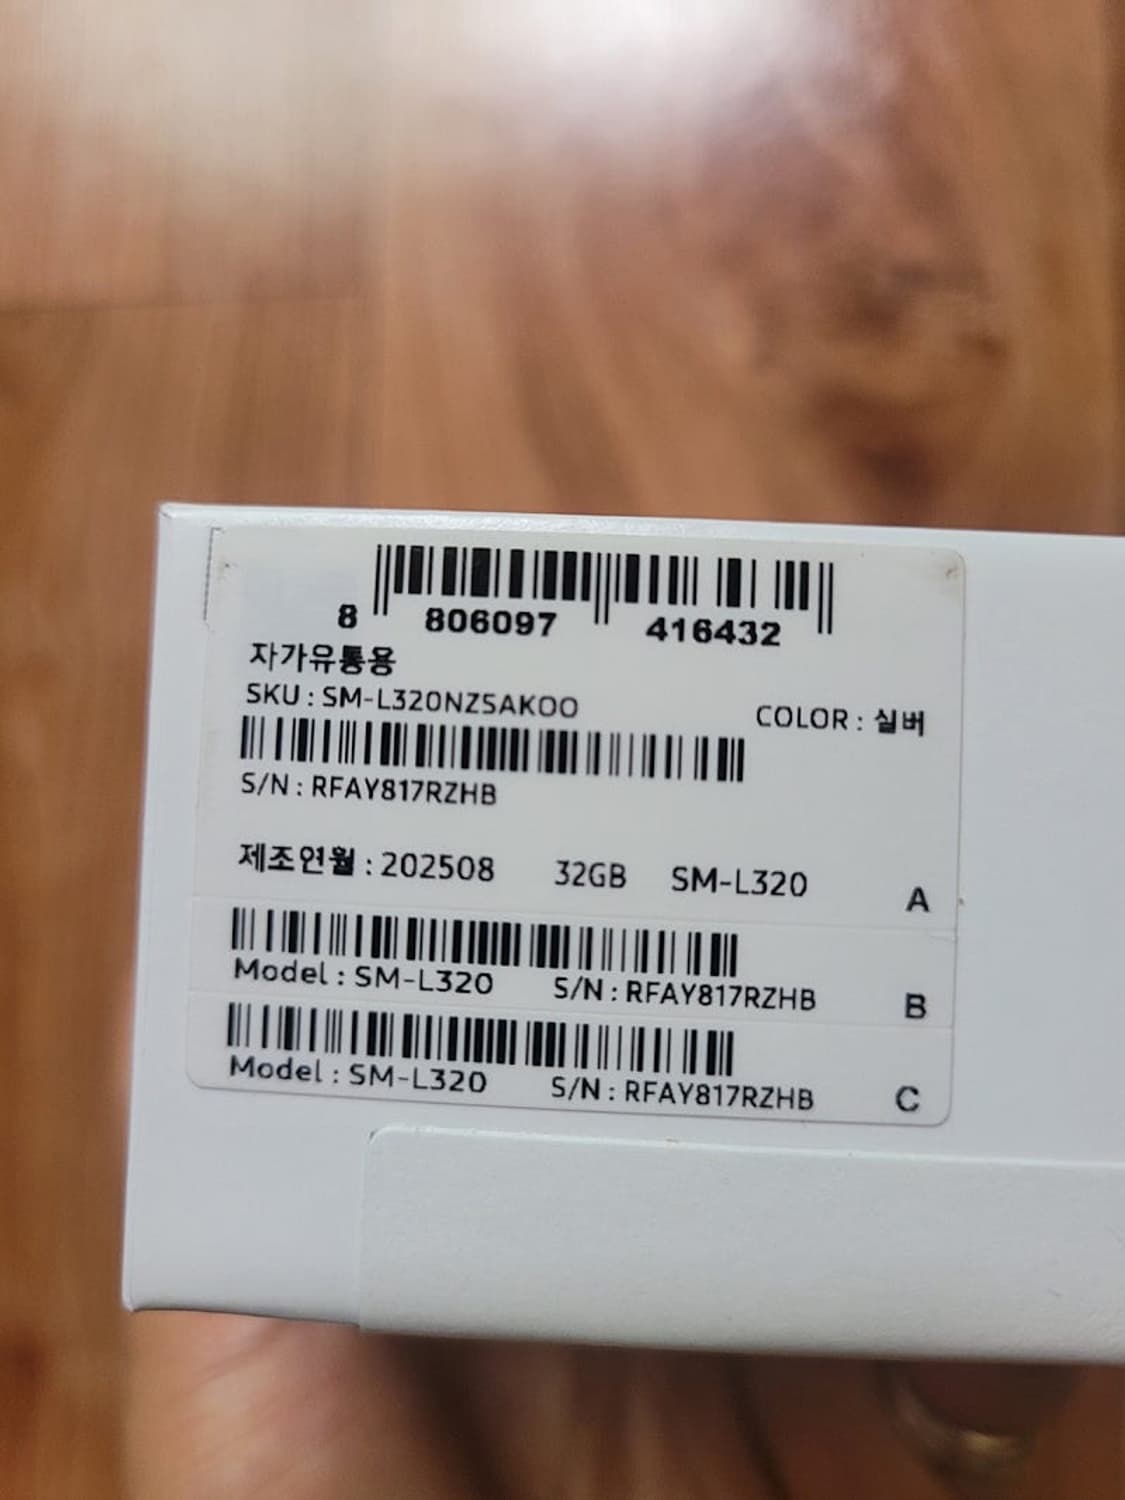 8 806097 416432
자가유통용
SKU : SM-L320NZSAKOO
COLOR : 실버
S/N : RFAY817RZHB
제조연월 : 202508 32GB SM-L320 A
Model : SM-L320 S/N : RFAY817RZHB B
Model : SM-L320 S/N : RFAY817RZHB C